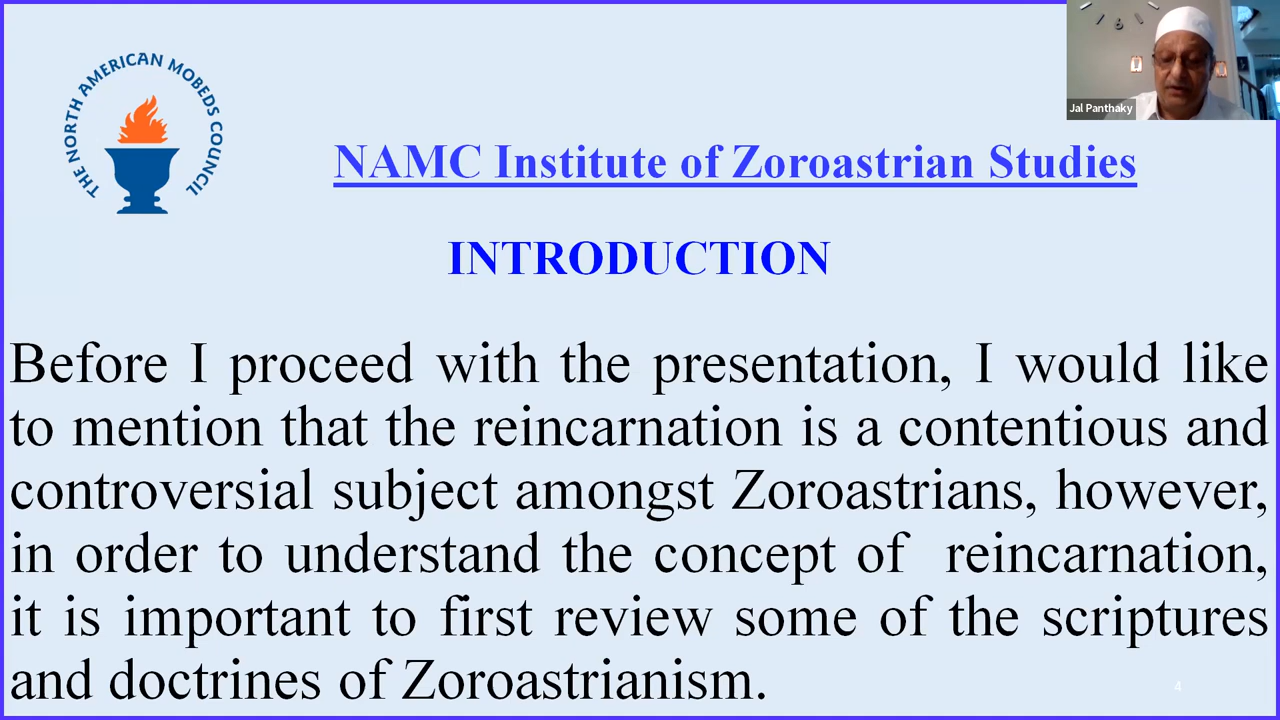 THE NORTH AMERICAN MOBEDS COUNCIL
Jal Panthaky
NAMC Institute of Zoroastrian Studies
INTRODUCTION
Before I proceed with the presentation, I would like
to mention that the reincarnation is a contentious and
controversial subject amongst Zoroastrians, however,
in order to understand the concept of reincarnation,
it is important to first review some of the scriptures
and doctrines of Zoroastrianism.
4